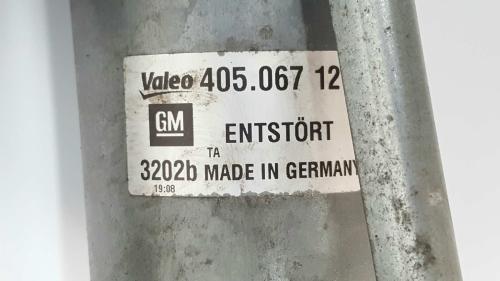 Valeo 405.067 12
GM ENTSTÖRT
TA
3202b MADE IN GERMANY
19:08